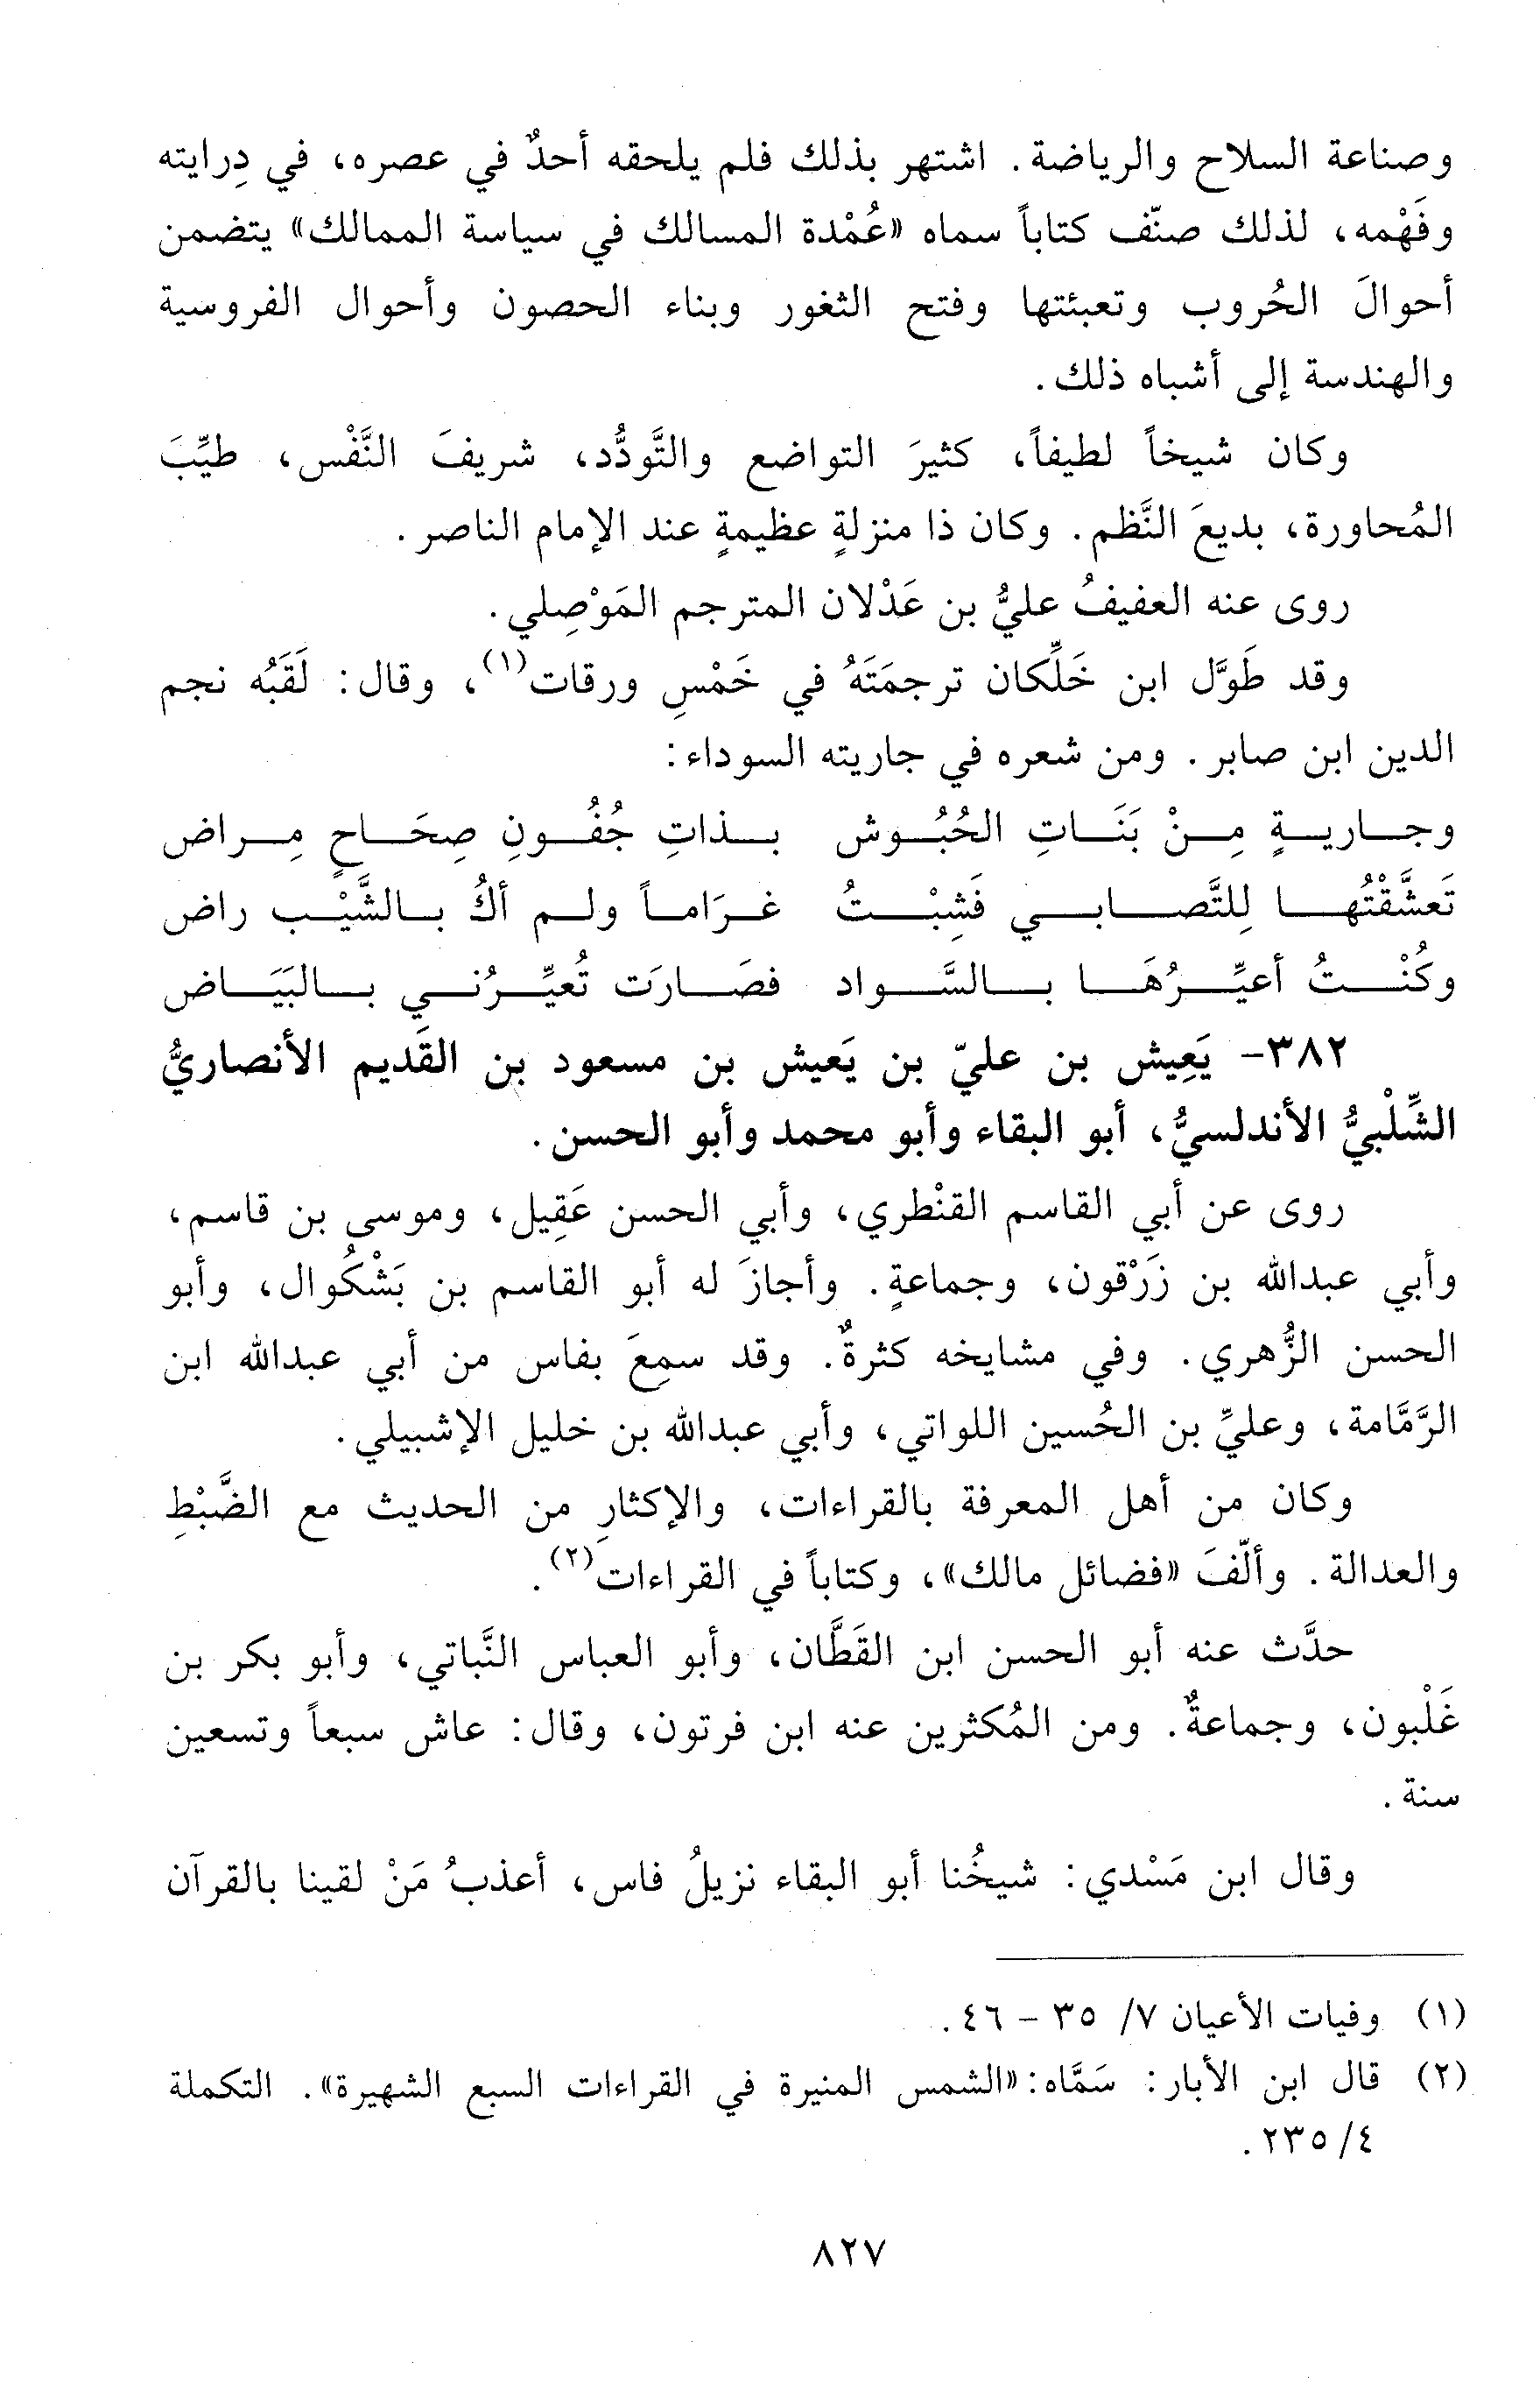 وصناعة السلاح والرياضة. اشتهر بذلك فلم يلحقه أحدٌ في عصره، في دِرايته
وفَهْمه، لذلك صنّف كتاباً سماه «عُمْدة المسالك في سياسة الممالك» يتضمن
أحوالَ الحُروب وتعبئتها وفتح الثغور وبناء الحصون وأحوال الفروسية
والهندسة إلى أشباه ذلك.
وكان شيخاً لطيفاً، كثيرَ التواضع والتَّودُّد، شريفَ النَّفْس، طيِّبَ
المُحاورة، بديعَ النَّظم. وكان ذا منزلةٍ عظيمةٍ عند الإمام الناصر.
روى عنه العفيفُ عليُّ بن عَدْلان المترجم المَوْصِلي.
وقد طَوَّل ابن خَلِّكان ترجمَتَهُ في خَمْسِ ورقات(١)، وقال: لَقَبُه نجم
الدين ابن صابر. ومن شعره في جاريته السوداء:
وجاريةٍ مِنْ بَنَاتِ الحُبُوش بذاتِ جُفُونِ صِحَاحٍ مِراض
تَعشَّقْتُها لِلتَّصابي فَشِبْتُ غرَاماً ولم أكُ بالشَّيْب راض
وكُنْتُ أعيِّرُهَا بالسَّواد فصَارَت تُعيِّرُني بالبَيَاض
٣٨٢- يَعِيش بن عليّ بن يَعيش بن مسعود بن القَديم الأنصاريُّ
الشِّلْبيُّ الأندلسيُّ، أبو البقاء وأبو محمد وأبو الحسن.
روى عن أبي القاسم القنْطري، وأبي الحسن عَقِيل، وموسى بن قاسم،
وأبي عبدالله بن زَرْقون، وجماعةٍ. وأجازَ له أبو القاسم بن بَشْكُوال، وأبو
الحسن الزُّهري. وفي مشايخه كثرةٌ. وقد سمِعَ بفاس من أبي عبدالله ابن
الرَّمَّامة، وعليِّ بن الحُسين اللواتي، وأبي عبدالله بن خليل الإشبيلي.
وكان من أهل المعرفة بالقراءات، والإكثارِ من الحديث مع الضَّبْطِ
والعدالة. وألّفَ «فضائل مالك»، وكتاباً في القراءات(٢).
حدَّث عنه أبو الحسن ابن القَطَّان، وأبو العباس النَّباتي، وأبو بكر بن
غَلْبون، وجماعةٌ. ومن المُكثرين عنه ابن فرتون، وقال: عاش سبعاً وتسعين
سنة.
وقال ابن مَسْدي: شيخُنا أبو البقاء نزيلُ فاس، أعذبُ مَنْ لقينا بالقرآن
(١) وفيات الأعيان ٧/ ٣٥ - ٤٦.
(٢) قال ابن الأبار: سَمَّاه: «الشمس المنيرة في القراءات السبع الشهيرة». التكملة
٤/ ٢٣٥.
٨٢٧